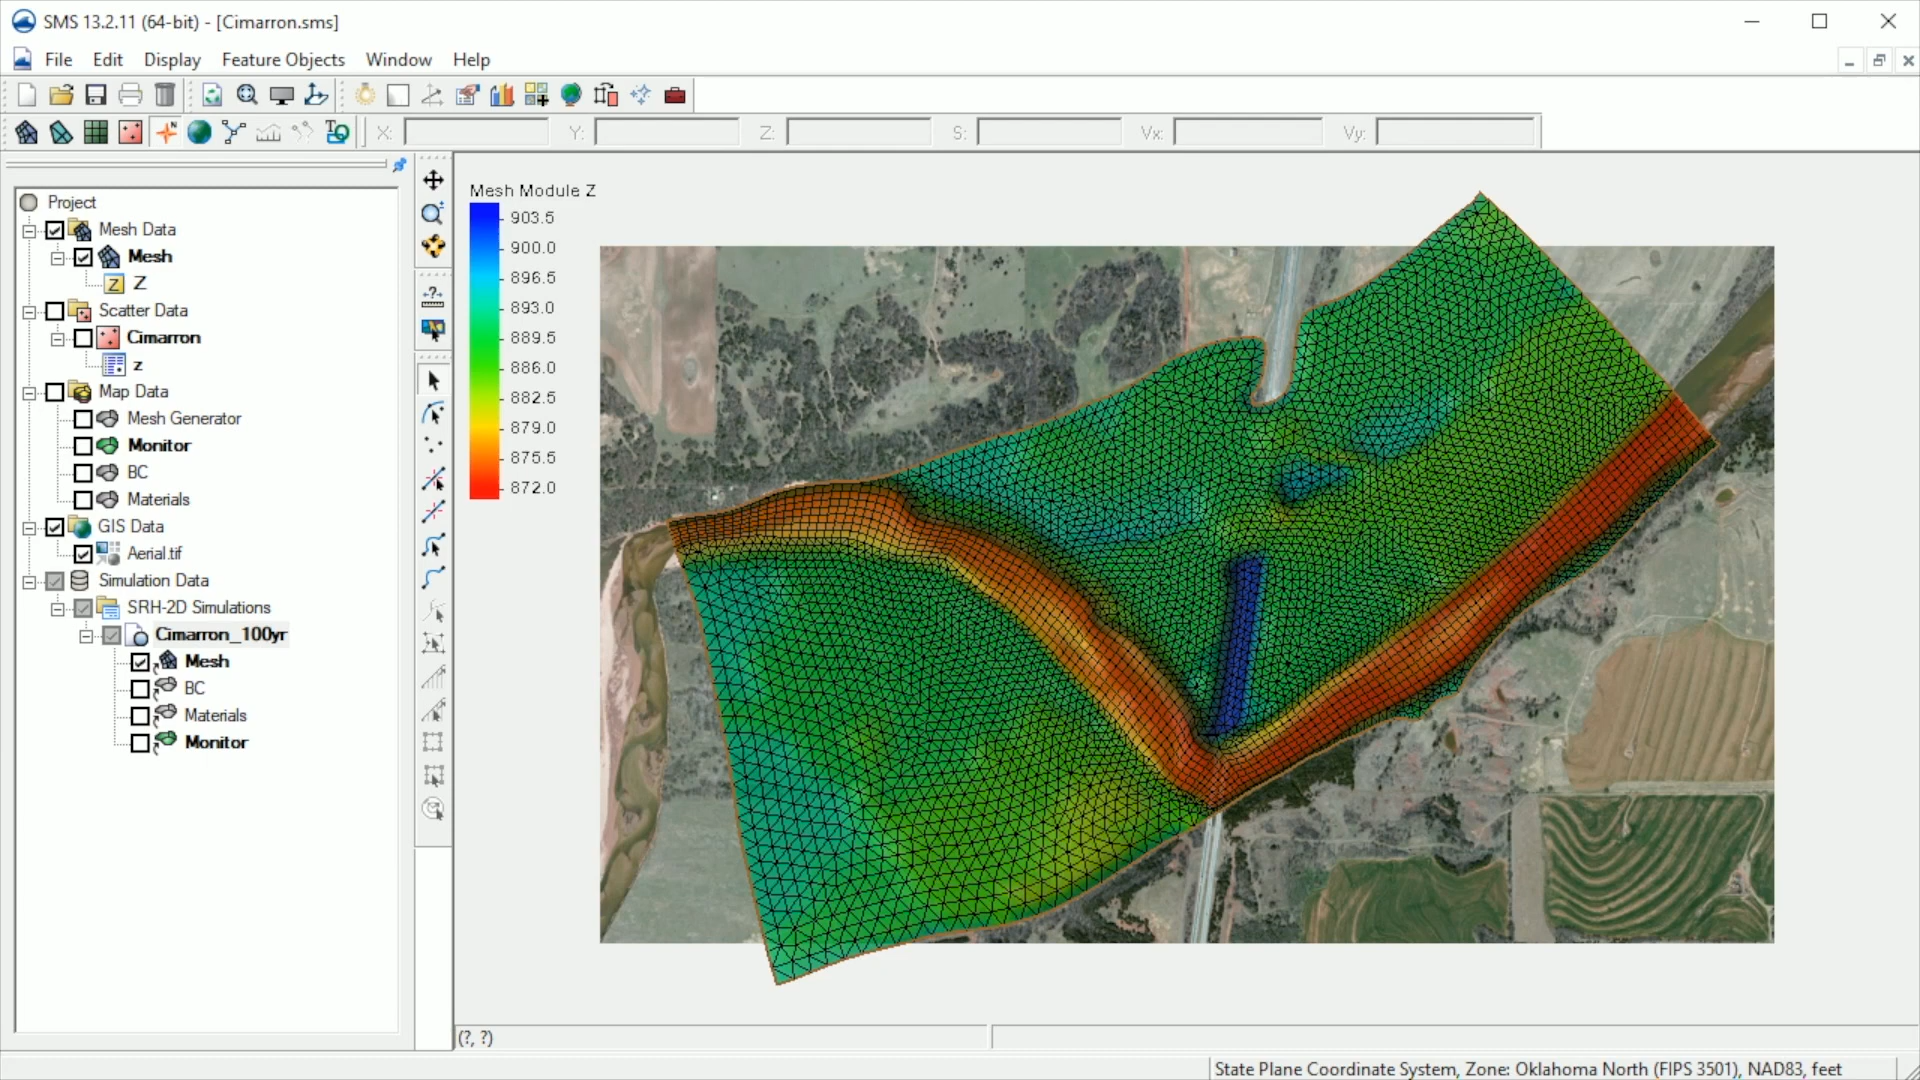 SMS 13.2.11 (64-bit) - [Cimarron.sms]
File Edit Display Feature Objects Window Help
X: Y: Z: S: Vx: Vy:
Project
Mesh Data
Mesh
Z
Scatter Data
Cimarron
z
Map Data
Mesh Generator
Monitor
BC
Materials
GIS Data
Aerial.tif
Simulation Data
SRH-2D Simulations
Cimarron_100yr
Mesh
BC
Materials
Monitor
Mesh Module Z
903.5
900.0
896.5
893.0
889.5
886.0
882.5
879.0
875.5
872.0
(?, ?)
State Plane Coordinate System, Zone: Oklahoma North (FIPS 3501), NAD83, feet